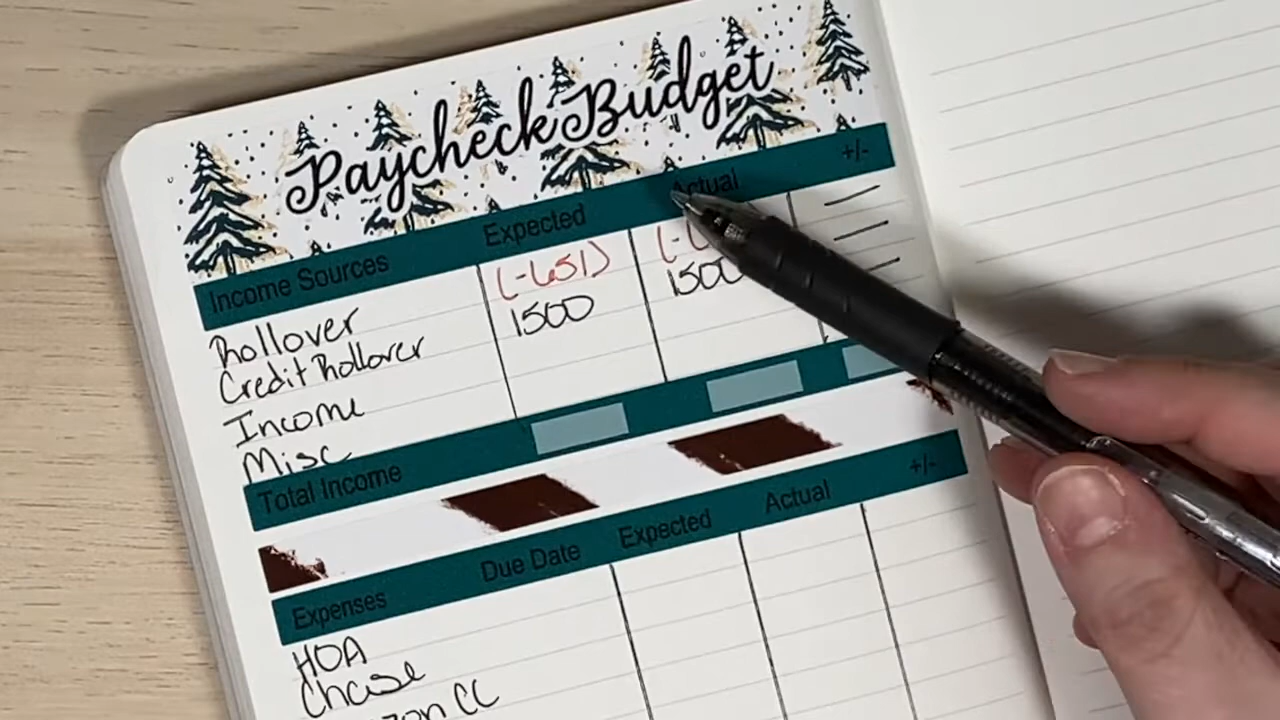 Paycheck Budget
Income Sources Expected Actual +/-
Rollover (-651)
Credit Rollover 1500 1500
Income
Misc
Total Income
Expenses Due Date Expected Actual +/-
HOA
Chase
CC